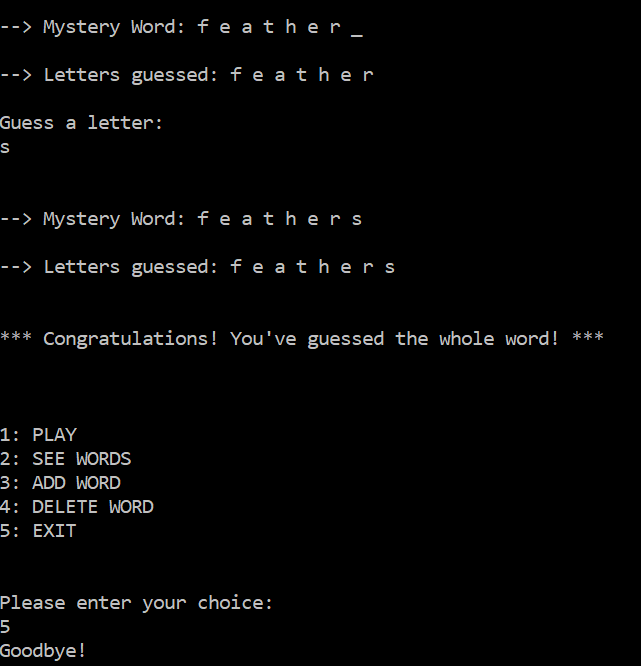 --> Mystery Word: f e a t h e r _
--> Letters guessed: f e a t h e r
Guess a letter:
s
--> Mystery Word: f e a t h e r s
--> Letters guessed: f e a t h e r s
*** Congratulations! You've guessed the whole word! ***
1: PLAY
2: SEE WORDS
3: ADD WORD
4: DELETE WORD
5: EXIT
Please enter your choice:
5
Goodbye!